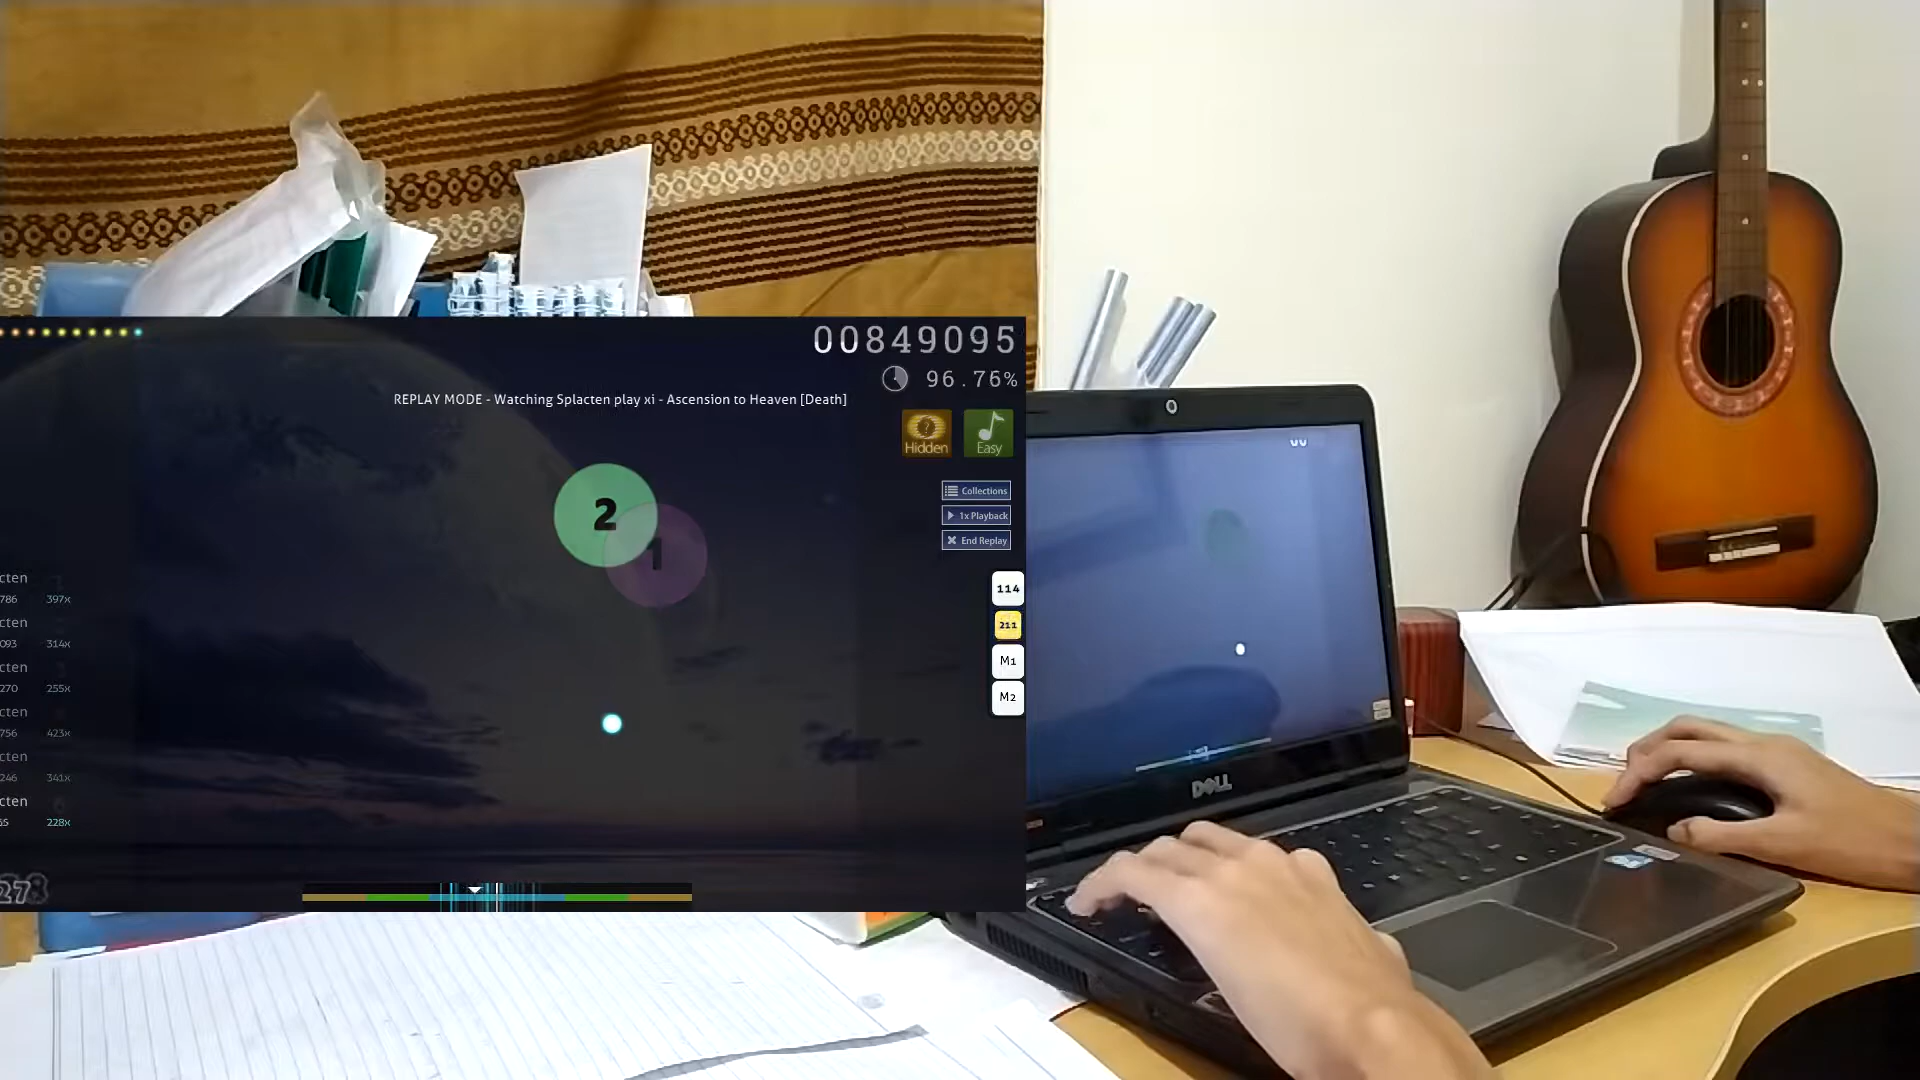 00849095
96.76%
REPLAY MODE - Watching Splacten play xi - Ascension to Heaven [Death]
Hidden
Easy
Collections
1x Playback
End Replay
2
1
114
211
M1
M2
cten
786 397x
cten
093 314x
cten
270 255x
cten
756 423x
cten
246 341x
cten
228x
278
DELL